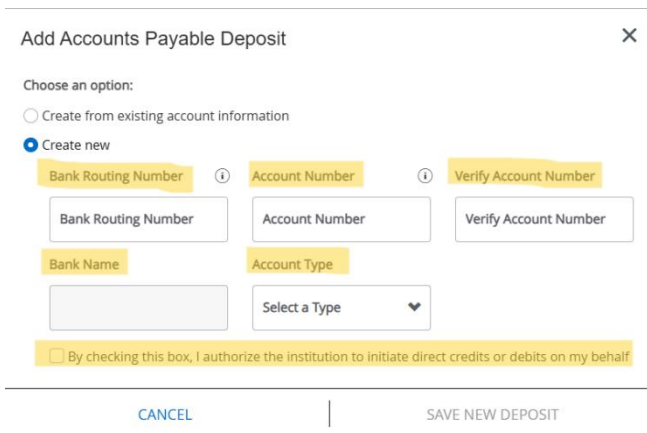 Add Accounts Payable Deposit
Choose an option:
Create from existing account information
Create new
Bank Routing Number Account Number Verify Account Number
Bank Routing Number Account Number Verify Account Number
Bank Name Account Type
Select a Type
By checking this box, I authorize the institution to initiate direct credits or debits on my behalf
CANCEL SAVE NEW DEPOSIT